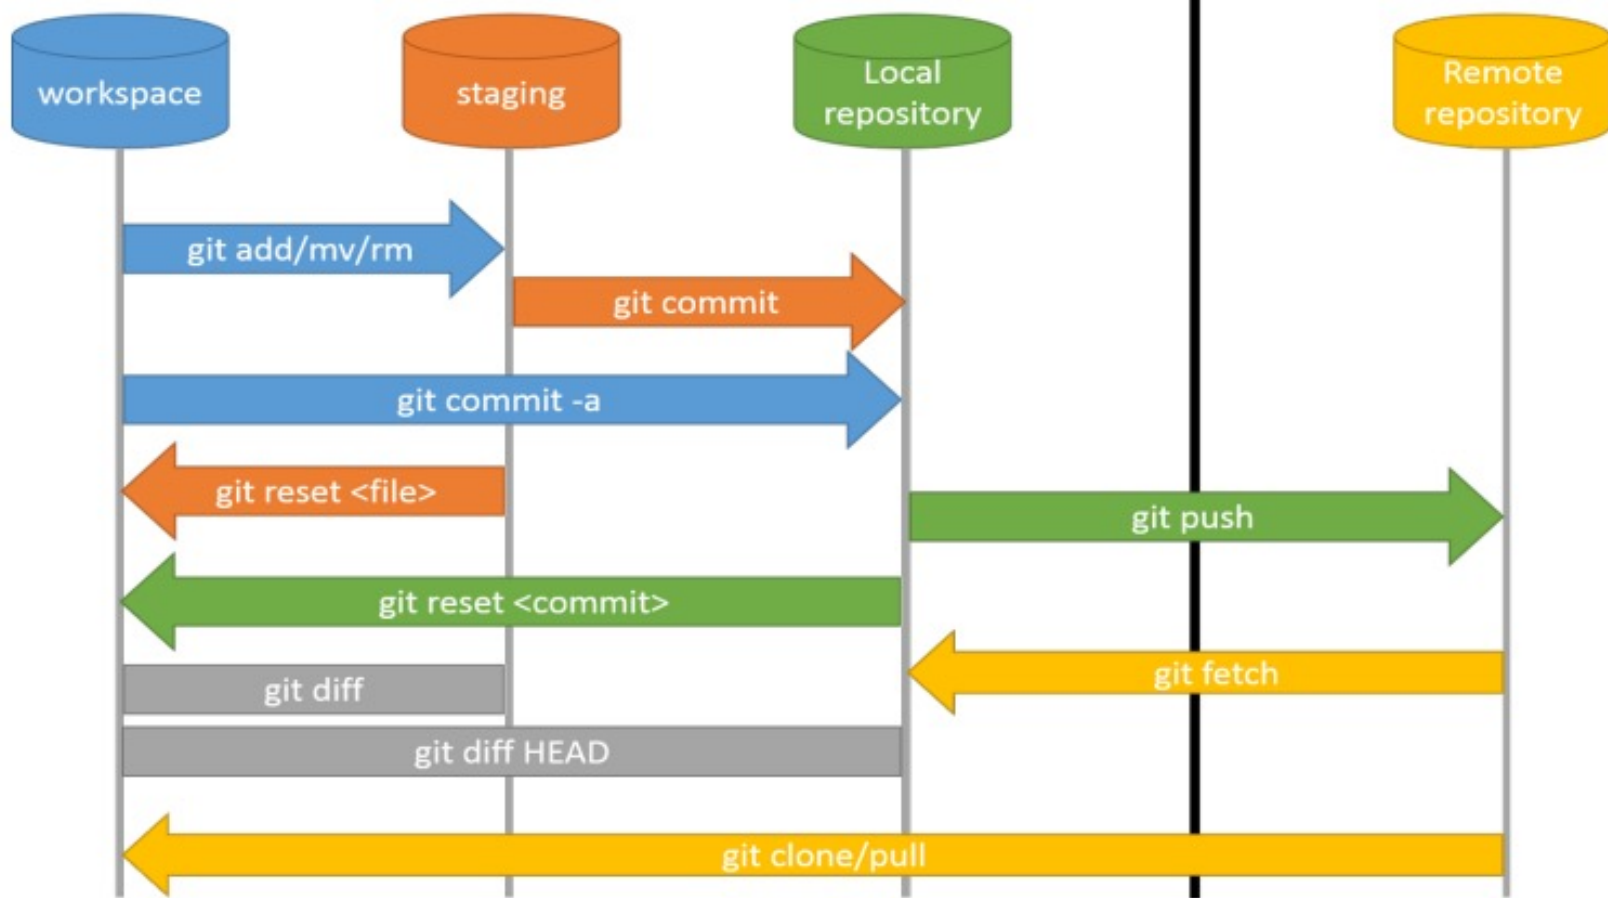 workspace
staging
Local
repository
Remote
repository
git add/mv/rm
git commit
git commit -a
git reset <file>
git push
git reset <commit>
git fetch
git diff
git diff HEAD
git clone/pull